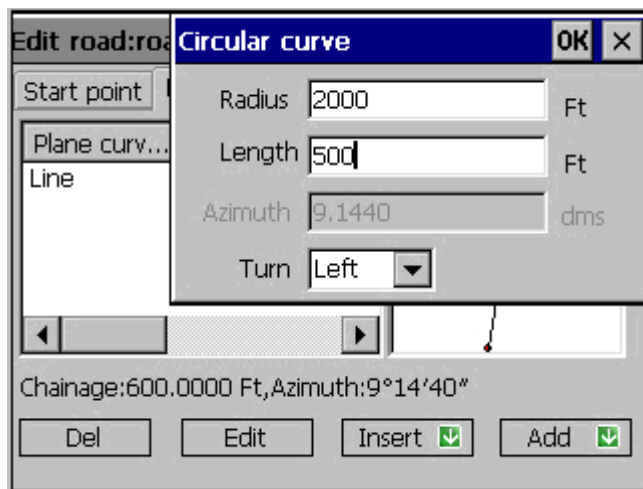 Edit road:roa
Circular curve OK ×
Start point
Radius 2000 Ft
Plane curv...
Length 500 Ft
Line
Azimuth 9.1440 dms
Turn Left
Chainage:600.0000 Ft,Azimuth:9°14′40″
Del Edit Insert Add